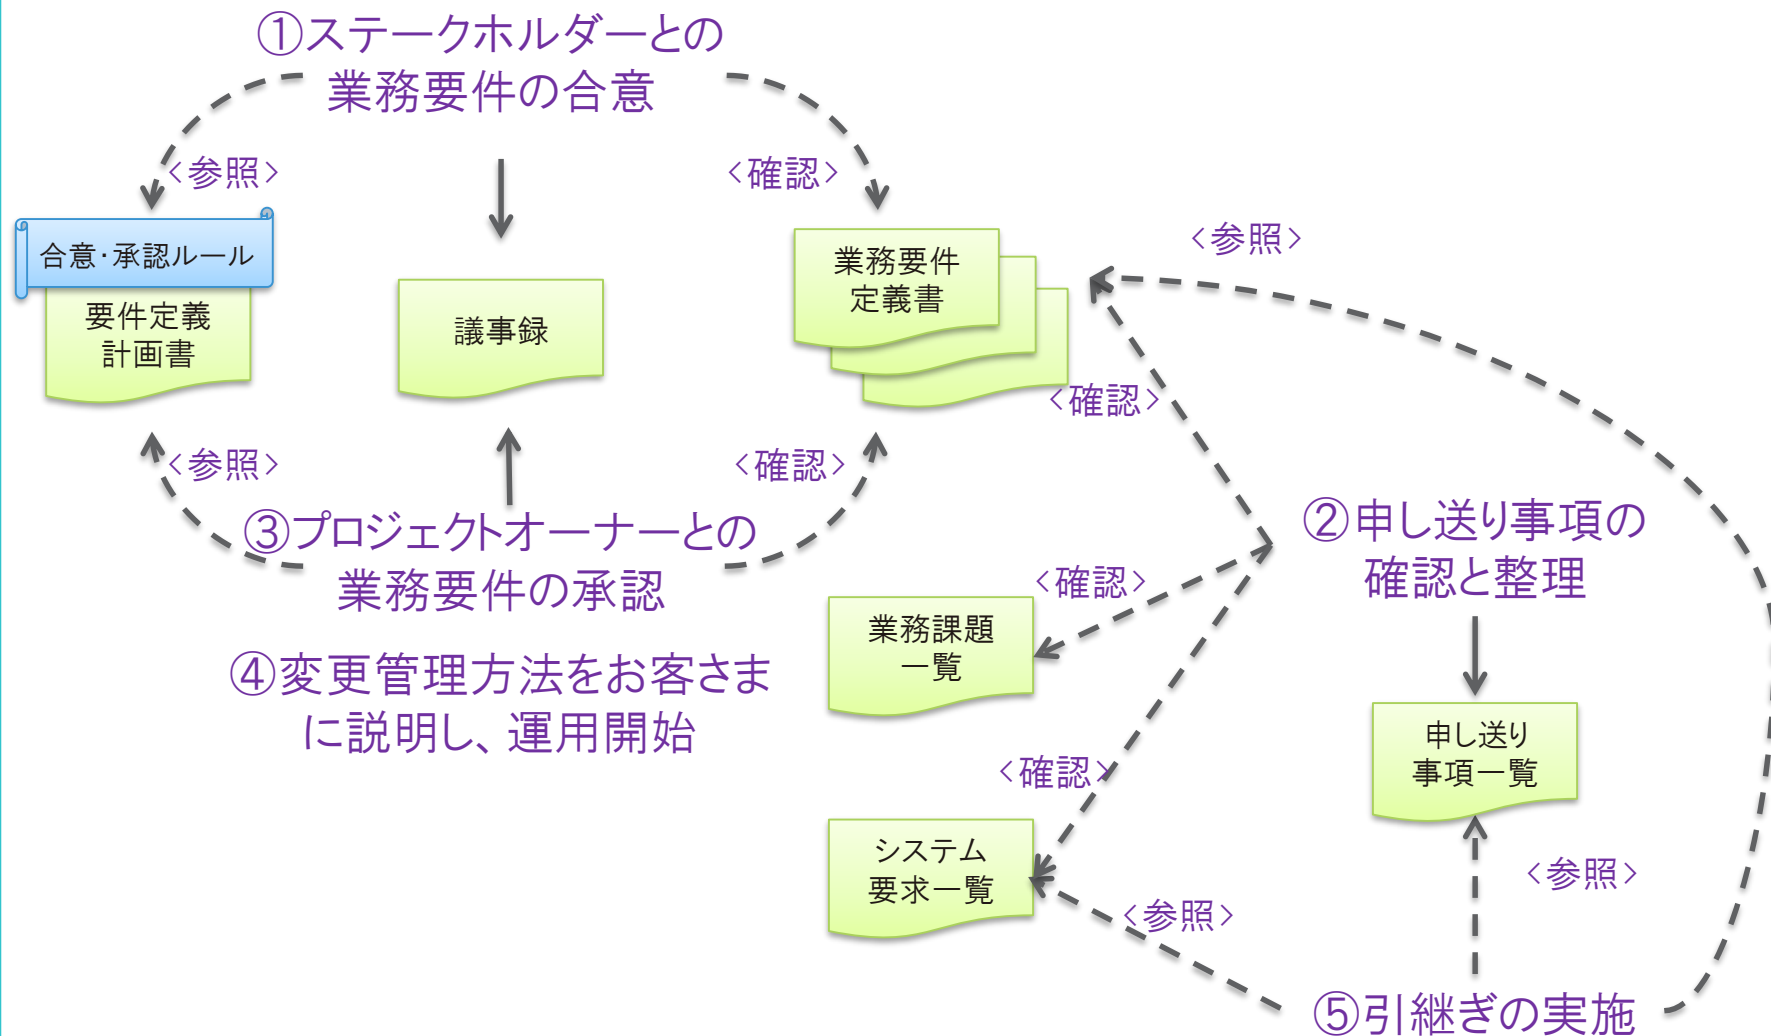 ①ステークホルダーとの
業務要件の合意
<参照>
<確認>
合意・承認ルール
要件定義
計画書
議事録
業務要件
定義書
<参照>
<確認>
<参照>
<確認>
③プロジェクトオーナーとの
業務要件の承認
②申し送り事項の
確認と整理
<確認>
業務課題
一覧
④変更管理方法をお客さま
に説明し、運用開始
申し送り
事項一覧
<確認>
システム
要求一覧
<参照>
<参照>
⑤引継ぎの実施